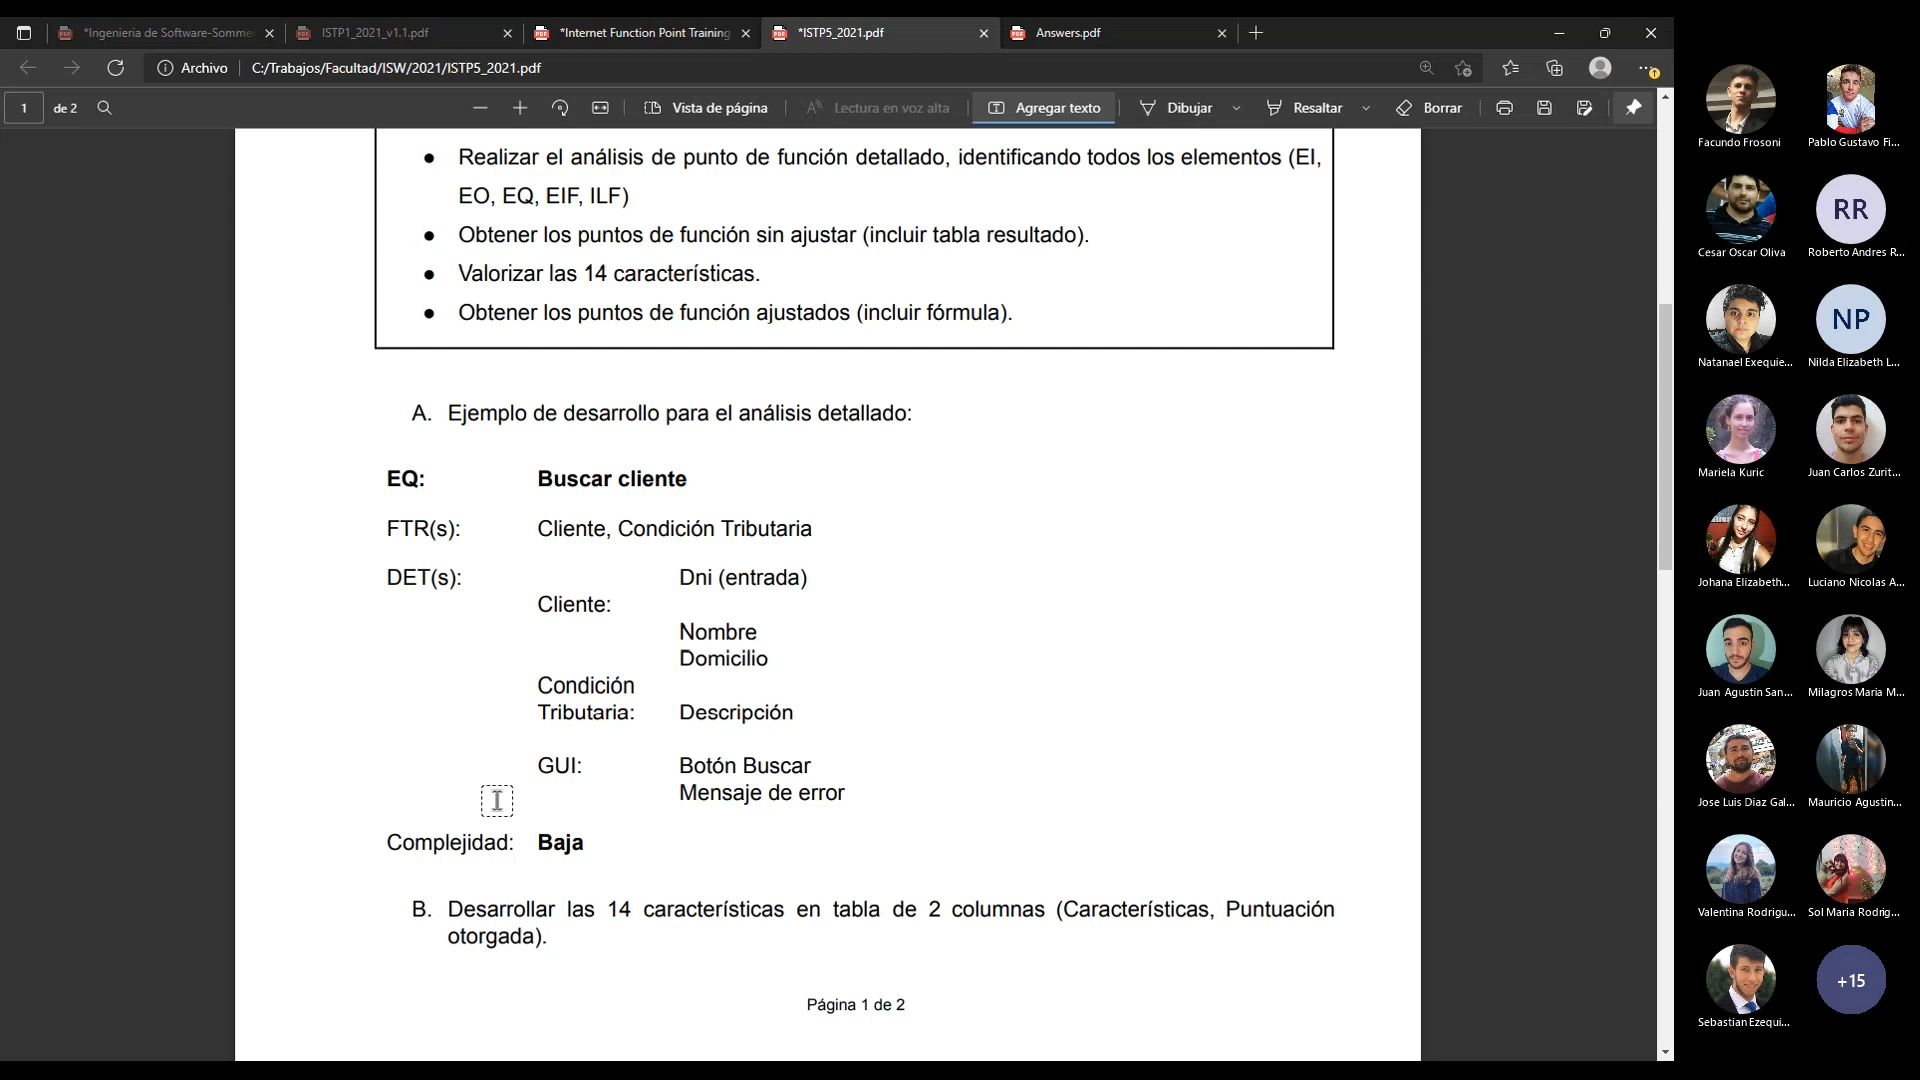 *Ingenieria de Software-Somme
ISTP1_2021_v1.1.pdf
*Internet Function Point Training
*ISTP5_2021.pdf
Answers.pdf
Archivo
C:/Trabajos/Facultad/ISW/2021/ISTP5_2021.pdf
1 de 2
Vista de página
Lectura en voz alta
Agregar texto
Dibujar
Resaltar
Borrar
● Realizar el análisis de punto de función detallado, identificando todos los elementos (EI,
EO, EQ, EIF, ILF)
● Obtener los puntos de función sin ajustar (incluir tabla resultado).
● Valorizar las 14 características.
● Obtener los puntos de función ajustados (incluir fórmula).
A. Ejemplo de desarrollo para el análisis detallado:
EQ: Buscar cliente
FTR(s): Cliente, Condición Tributaria
DET(s): Dni (entrada)
Cliente:
Nombre
Domicilio
Condición
Tributaria: Descripción
GUI: Botón Buscar
Mensaje de error
Complejidad: Baja
B. Desarrollar las 14 características en tabla de 2 columnas (Características, Puntuación
otorgada).
Página 1 de 2
Facundo Frosoni
Pablo Gustavo Fi...
Cesar Oscar Oliva
RR
Roberto Andres R...
Natanael Exequie...
NP
Nilda Elizabeth L...
Mariela Kuric
Juan Carlos Zurit...
Johana Elizabeth...
Luciano Nicolas A...
Juan Agustin San...
Milagros Maria M...
Jose Luis Diaz Gal...
Mauricio Agustin...
Valentina Rodrigu...
Sol Maria Rodrig...
Sebastian Ezequi...
+15